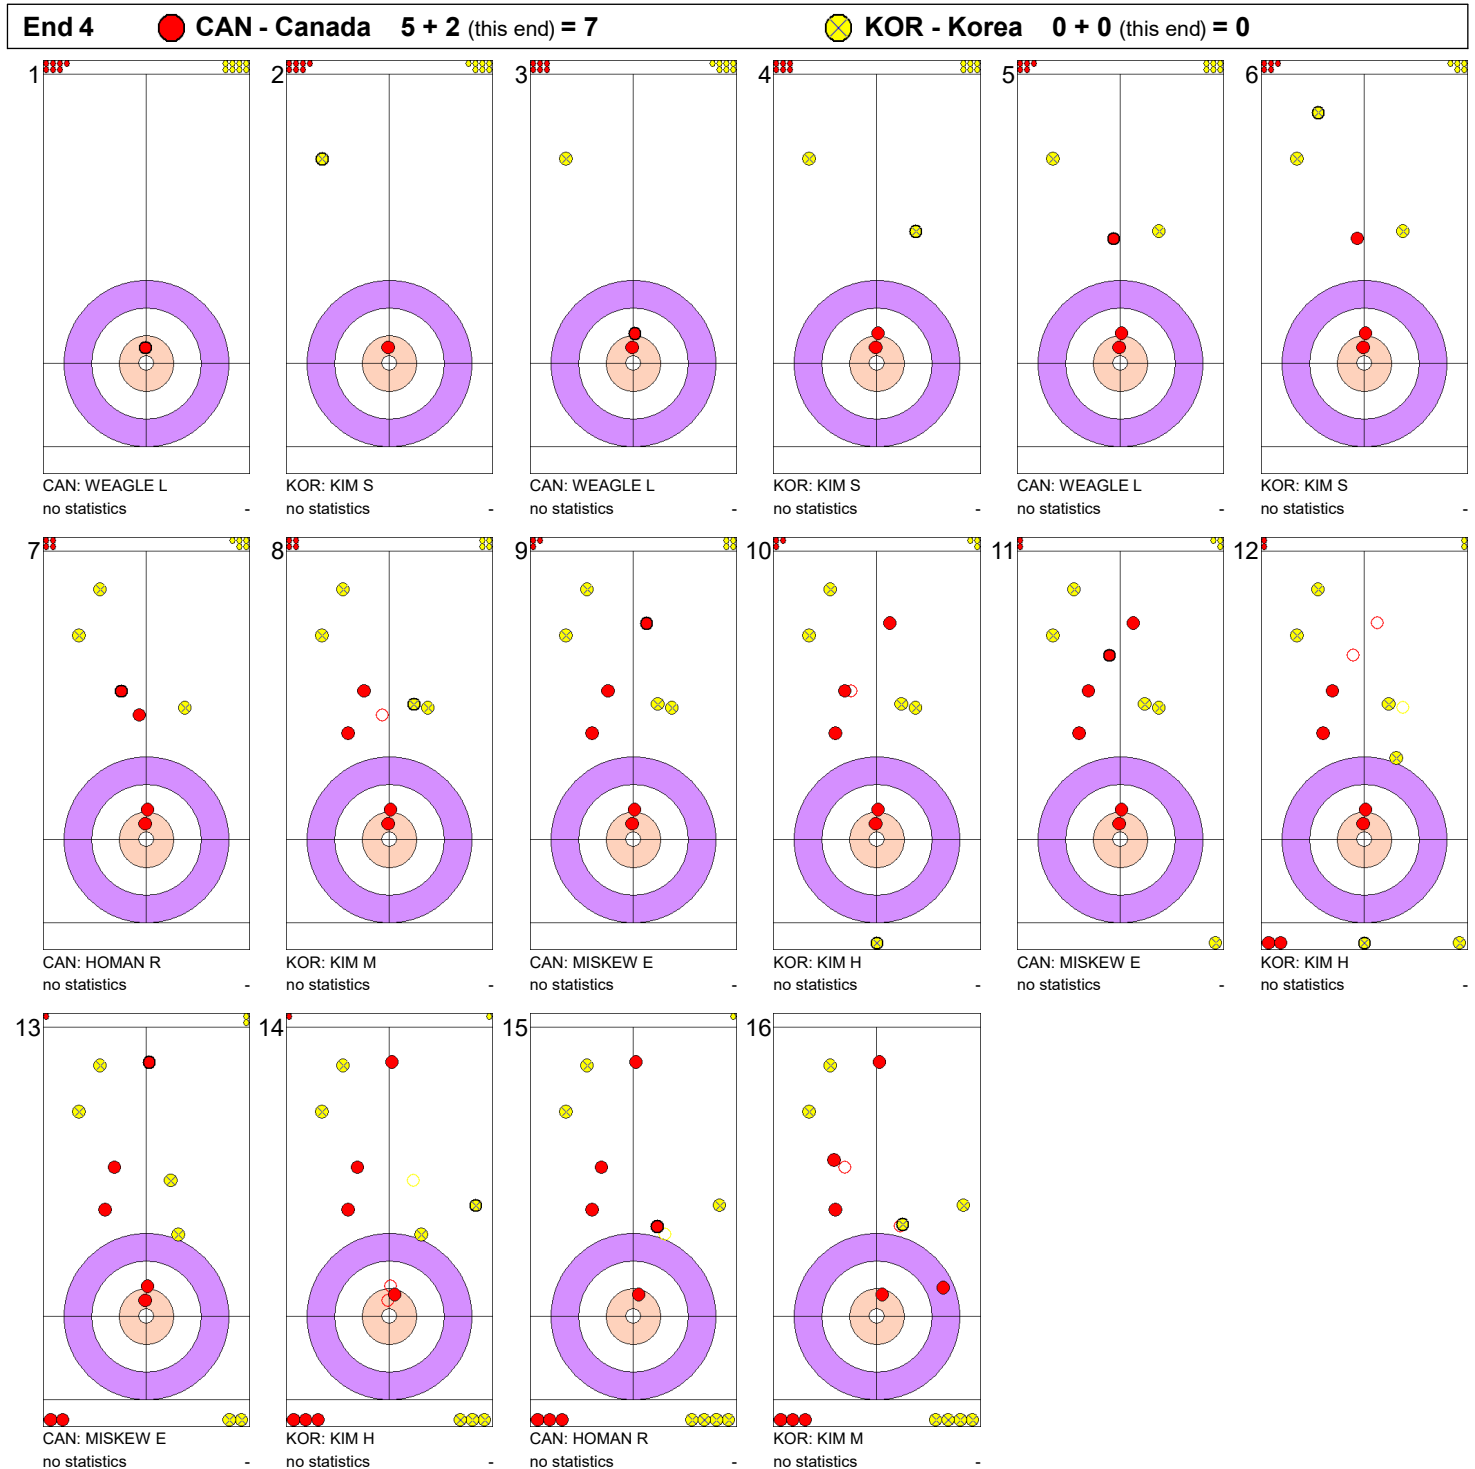 End 4 CAN - Canada 5 + 2 (this end) = 7 KOR - Korea 0 + 0 (this end) = 0
1 2 3 4 5 6
CAN: WEAGLE L KOR: KIM S CAN: WEAGLE L KOR: KIM S CAN: WEAGLE L KOR: KIM S
no statistics - no statistics - no statistics - no statistics - no statistics - no statistics -
7 8 9 10 11 12
CAN: HOMAN R KOR: KIM M CAN: MISKEW E KOR: KIM H CAN: MISKEW E KOR: KIM H
no statistics - no statistics - no statistics - no statistics - no statistics - no statistics -
13 14 15 16
CAN: MISKEW E KOR: KIM H CAN: HOMAN R KOR: KIM M
no statistics - no statistics - no statistics - no statistics -